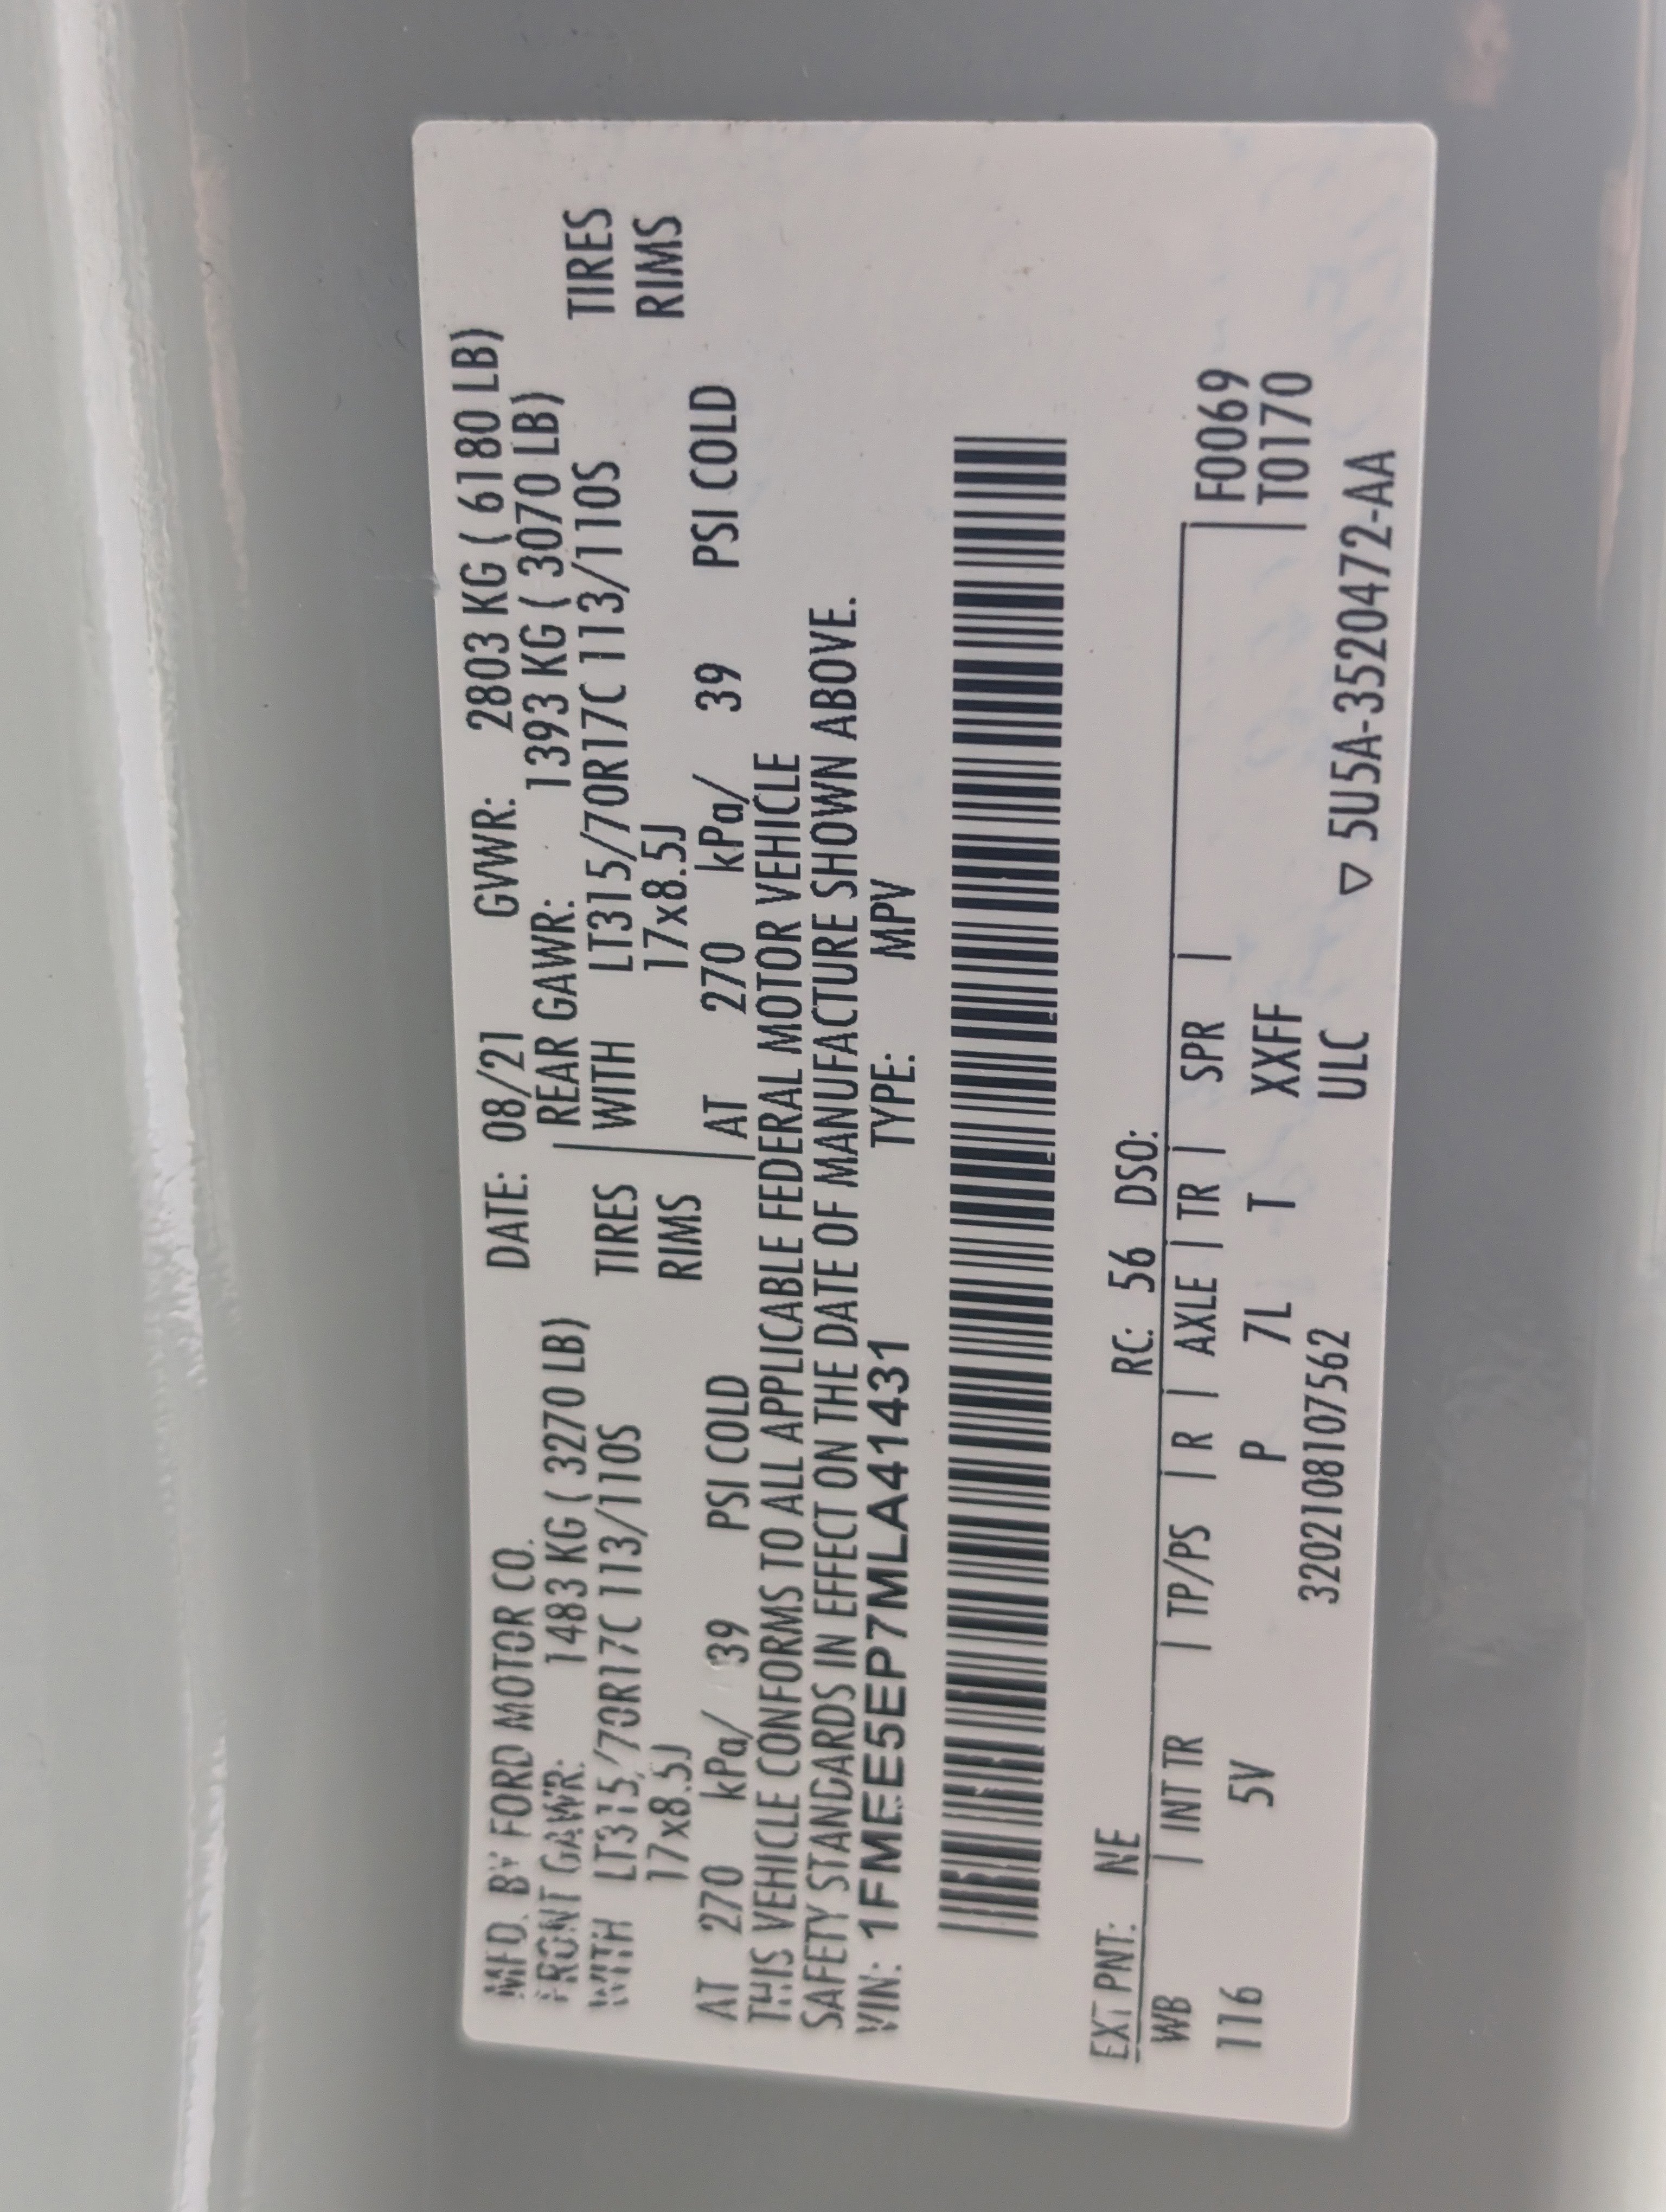 MFD. BY FORD MOTOR CO. DATE: 08/21 GVWR: 2803 KG ( 6180 LB)
FRONT GAWR: 1483 KG ( 3270 LB) REAR GAWR: 1393 KG ( 3070 LB)
WITH LT315/70R17C 113/110S TIRES | WITH LT315/70R17C 113/110S TIRES
17x8.5J RIMS | 17x8.5J RIMS
AT 270 kPa/ 39 PSI COLD | AT 270 kPa/ 39 PSI COLD
THIS VEHICLE CONFORMS TO ALL APPLICABLE FEDERAL MOTOR VEHICLE
SAFETY STANDARDS IN EFFECT ON THE DATE OF MANUFACTURE SHOWN ABOVE.
VIN: 1FMEE5EP7MLA41431 TYPE: MPV
EXT PNT: NE RC: 56 DSO:
WB | INT TR | TP/PS | R | AXLE | TR | SPR | | F0069
116 5V P 7L T XXFF T0170
3202108107562 ULC ▽ 5U5A-3520472-AA